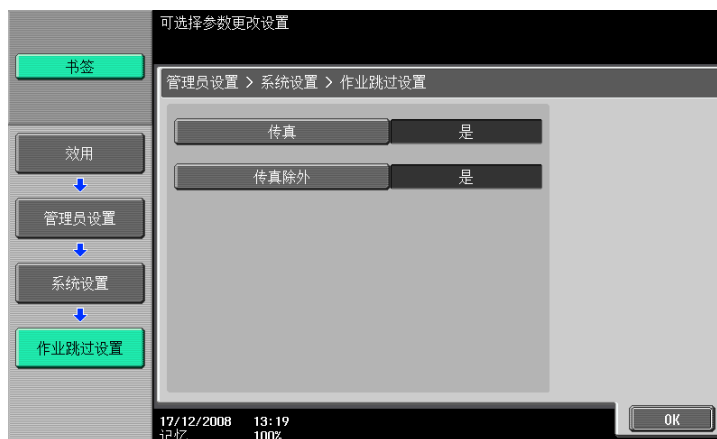 可选择参数更改设置
书签
管理员设置 > 系统设置 > 作业跳过设置
传真 是
效用
传真除外 是
管理员设置
系统设置
作业跳过设置
17/12/2008 13:19
记忆 100%
OK